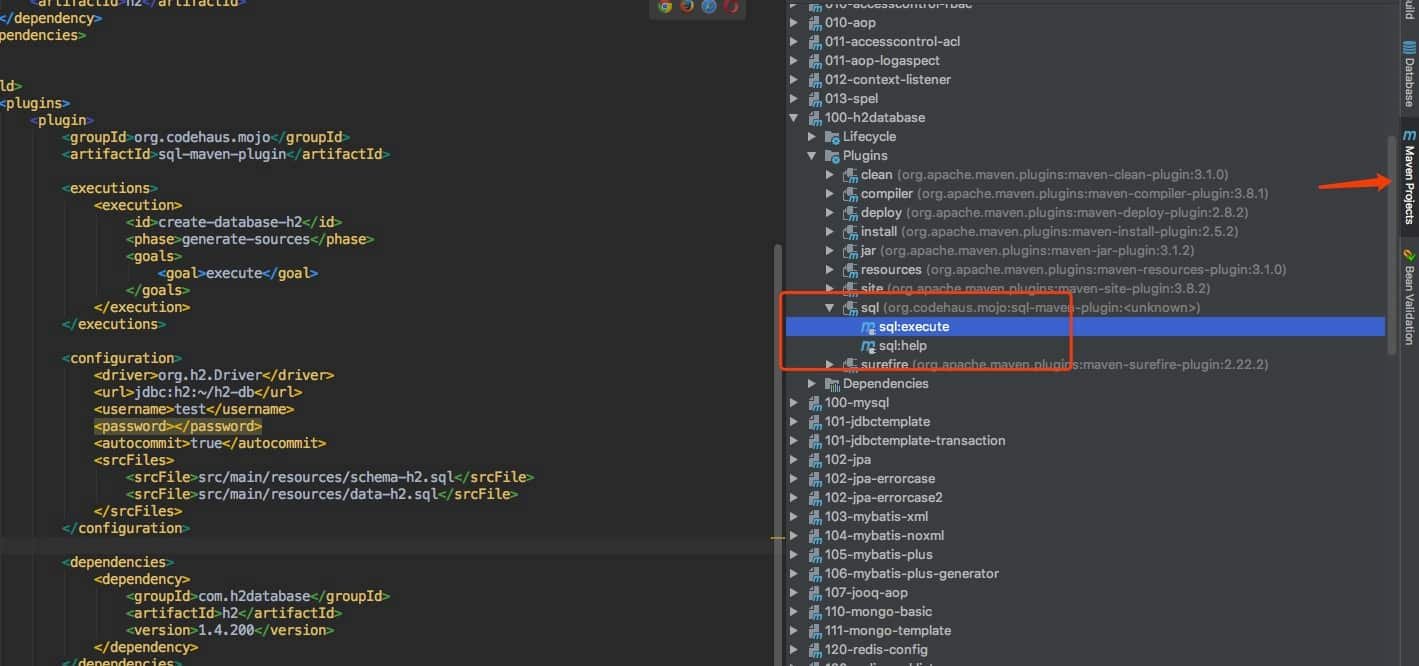 <artifactId>h2</artifactId>
</dependency>
pendencies>
ld>
<plugins>
<plugin>
<groupId>org.codehaus.mojo</groupId>
<artifactId>sql-maven-plugin</artifactId>
<executions>
<execution>
<id>create-database-h2</id>
<phase>generate-sources</phase>
<goals>
<goal>execute</goal>
</goals>
</execution>
</executions>
<configuration>
<driver>org.h2.Driver</driver>
<url>jdbc:h2:~/h2-db</url>
<username>test</username>
<password></password>
<autocommit>true</autocommit>
<srcFiles>
<srcFile>src/main/resources/schema-h2.sql</srcFile>
<srcFile>src/main/resources/data-h2.sql</srcFile>
</srcFiles>
</configuration>
<dependencies>
<dependency>
<groupId>com.h2database</groupId>
<artifactId>h2</artifactId>
<version>1.4.200</version>
</dependency>
</dependencies>
010-accesscontrol-rbac
010-aop
011-accesscontrol-acl
011-aop-logaspect
012-context-listener
013-spel
100-h2database
Lifecycle
Plugins
clean (org.apache.maven.plugins:maven-clean-plugin:3.1.0)
compiler (org.apache.maven.plugins:maven-compiler-plugin:3.8.1)
deploy (org.apache.maven.plugins:maven-deploy-plugin:2.8.2)
install (org.apache.maven.plugins:maven-install-plugin:2.5.2)
jar (org.apache.maven.plugins:maven-jar-plugin:3.1.2)
resources (org.apache.maven.plugins:maven-resources-plugin:3.1.0)
site (org.apache.maven.plugins:maven-site-plugin:3.8.2)
sql (org.codehaus.mojo:sql-maven-plugin:<unknown>)
sql:execute
sql:help
surefire (org.apache.maven.plugins:maven-surefire-plugin:2.22.2)
Dependencies
100-mysql
101-jdbctemplate
101-jdbctemplate-transaction
102-jpa
102-jpa-errorcase
102-jpa-errorcase2
103-mybatis-xml
104-mybatis-noxml
105-mybatis-plus
106-mybatis-plus-generator
107-jooq-aop
110-mongo-basic
111-mongo-template
120-redis-config
uild
Database
Maven Projects
Bean Validation